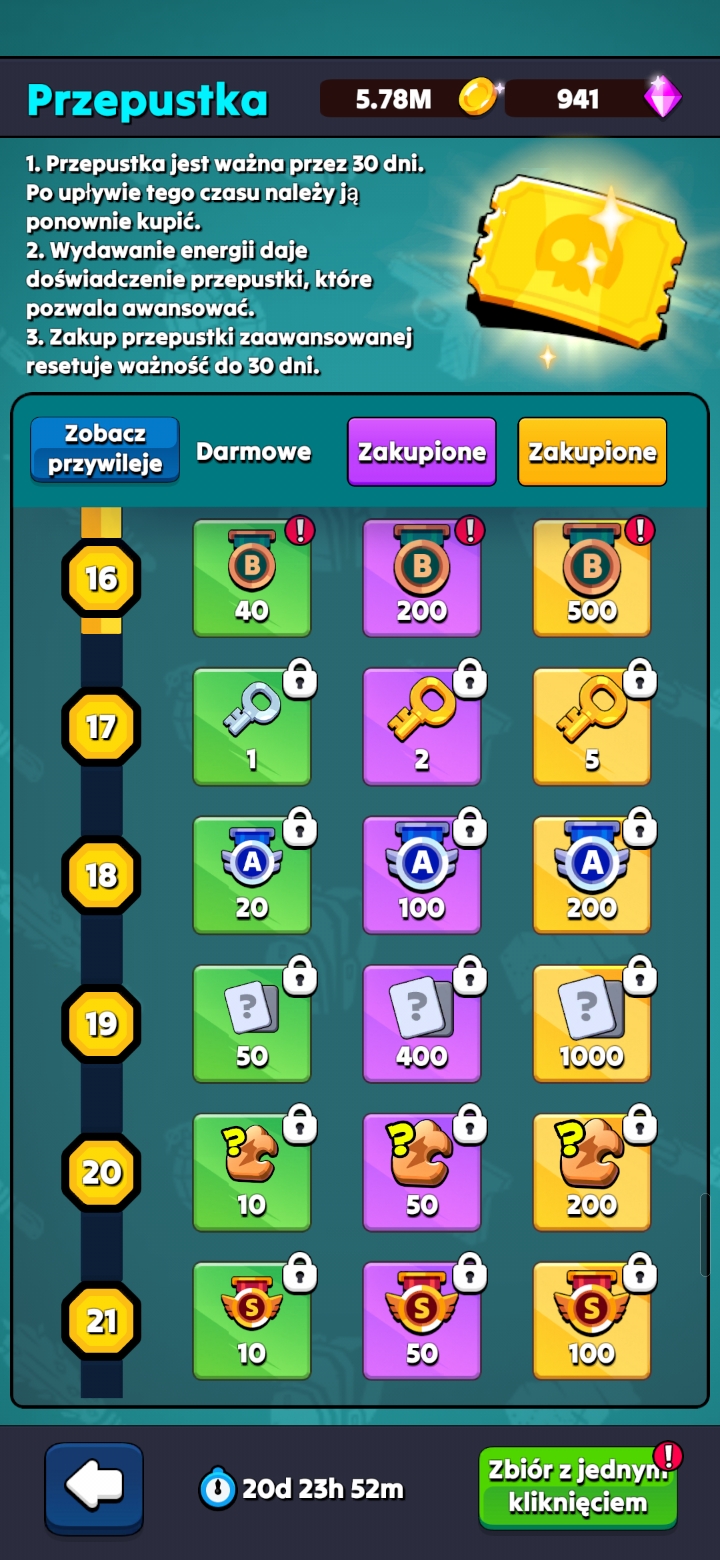 Przepustka
5.78M
941
1. Przepustka jest ważna przez 30 dni.
Po upływie tego czasu należy ją
ponownie kupić.
2. Wydawanie energii daje
doświadczenie przepustki, które
pozwala awansować.
3. Zakup przepustki zaawansowanej
resetuje ważność do 30 dni.
Zobacz
przywileje
Darmowe
Zakupione
Zakupione
16
B
40
!
B
200
!
B
500
!
17
1
2
5
18
A
20
A
100
A
200
19
?
50
?
400
?
1000
20
?
10
?
50
?
200
21
S
10
S
50
S
100
20d 23h 52m
Zbiór z jednym
kliknięciem
!